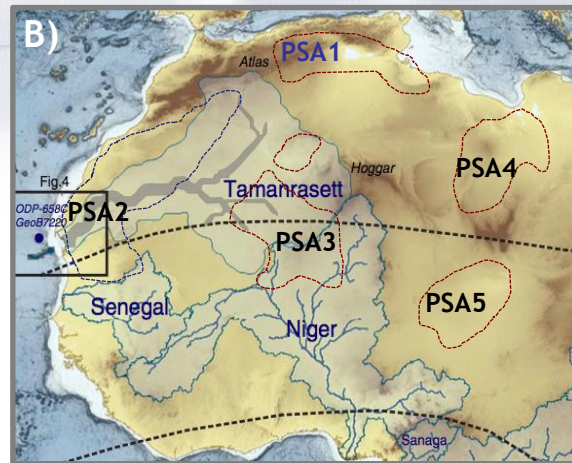 B)
PSA1
Atlas
PSA4
Hoggar
Fig.4
Tamanrasett
ODP-658C
GeoB7220
PSA2
PSA3
PSA5
Senegal
Niger
Sanaga